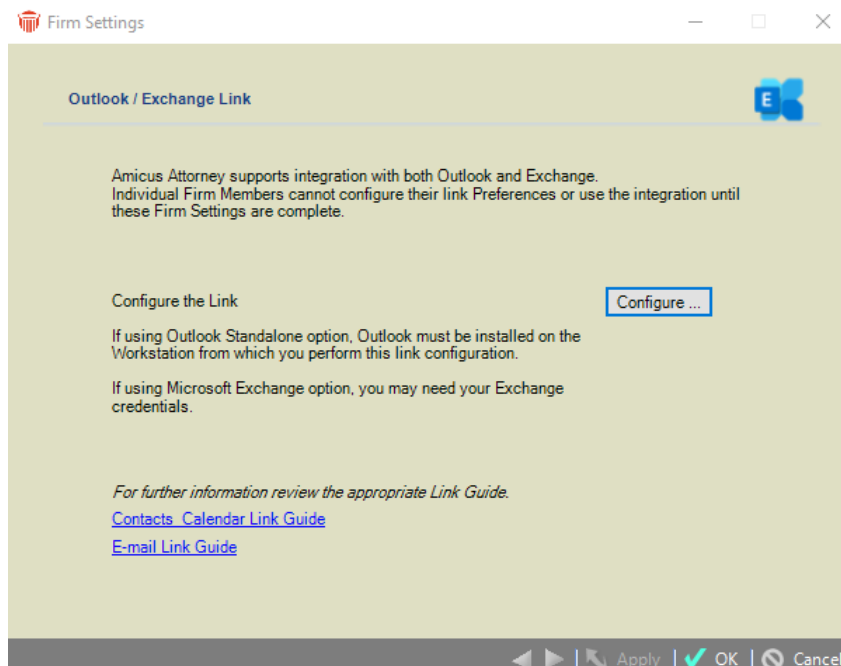 Firm Settings
Outlook / Exchange Link
E
Amicus Attorney supports integration with both Outlook and Exchange.
Individual Firm Members cannot configure their link Preferences or use the integration until
these Firm Settings are complete.
Configure the Link
Configure ...
If using Outlook Standalone option, Outlook must be installed on the
Workstation from which you perform this link configuration.
If using Microsoft Exchange option, you may need your Exchange
credentials.
For further information review the appropriate Link Guide.
Contacts_Calendar Link Guide
E-mail Link Guide
Apply | OK | Cancel